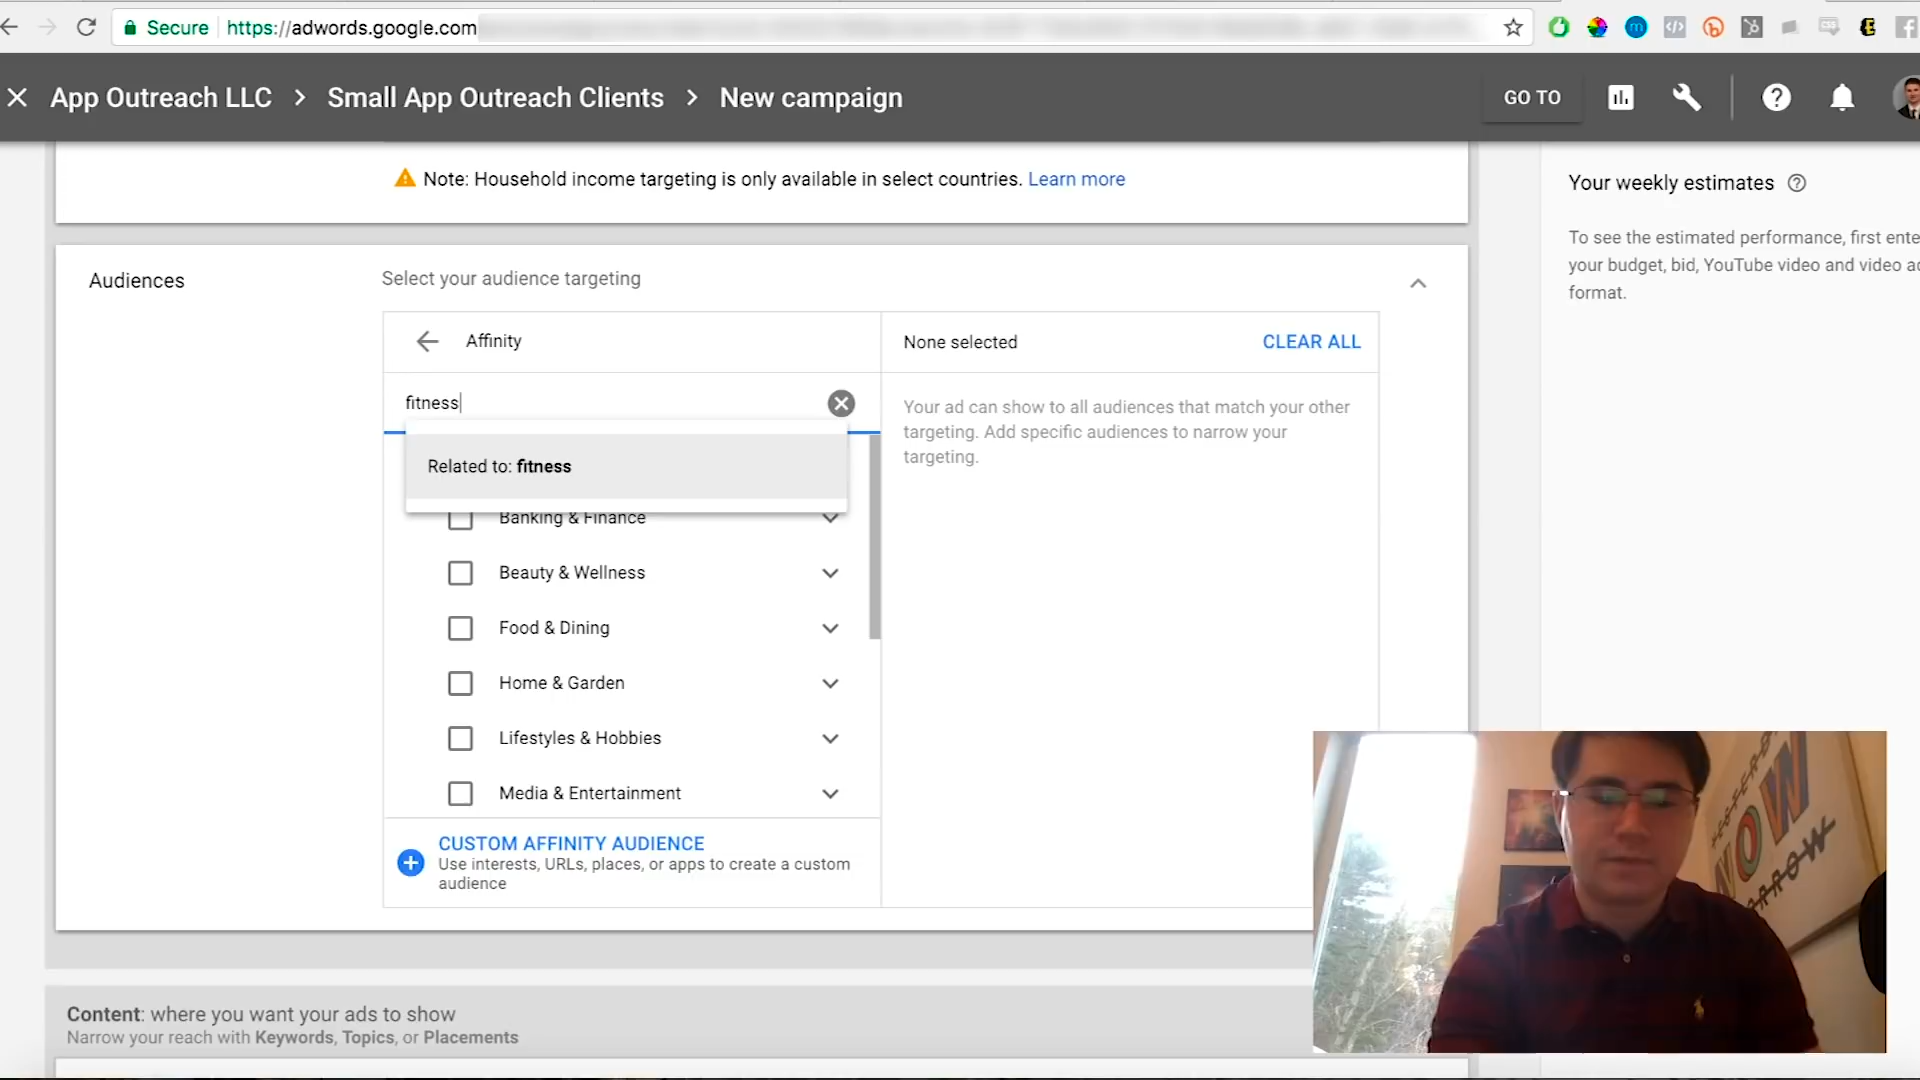 Secure
https://adwords.google.com
App Outreach LLC > Small App Outreach Clients > New campaign
GO TO
Note: Household income targeting is only available in select countries. Learn more
Your weekly estimates
To see the estimated performance, first ente
your budget, bid, YouTube video and video ad
format.
Audiences
Select your audience targeting
Affinity
None selected
CLEAR ALL
fitness
Your ad can show to all audiences that match your other
targeting. Add specific audiences to narrow your
targeting.
Related to: fitness
Banking & Finance
Beauty & Wellness
Food & Dining
Home & Garden
Lifestyles & Hobbies
Media & Entertainment
CUSTOM AFFINITY AUDIENCE
Use interests, URLs, places, or apps to create a custom
audience
NOW
Content: where you want your ads to show
Narrow your reach with Keywords, Topics, or Placements